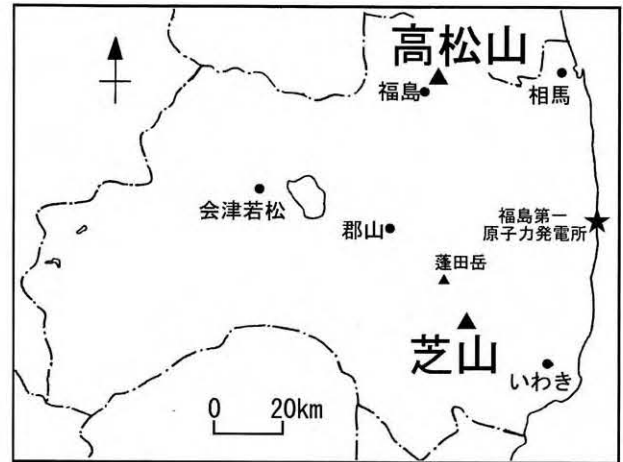 高松山
福島
相馬
会津若松
郡山
福島第一
原子力発電所
蓬田岳
芝山
いわき
0 20km